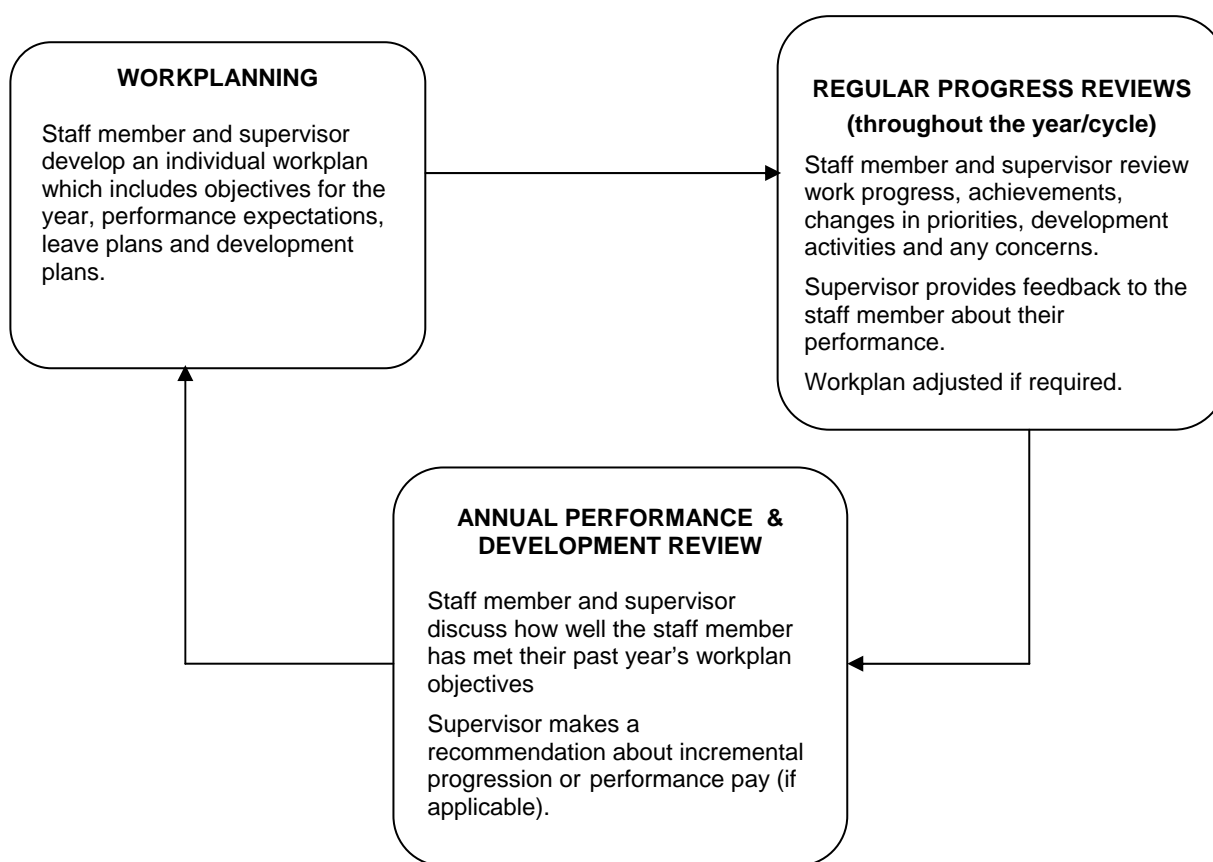 WORKPLANNING
Staff member and supervisor
develop an individual workplan
which includes objectives for the
year, performance expectations,
leave plans and development
plans.
REGULAR PROGRESS REVIEWS
(throughout the year/cycle)
Staff member and supervisor review
work progress, achievements,
changes in priorities, development
activities and any concerns.
Supervisor provides feedback to the
staff member about their
performance.
Workplan adjusted if required.
ANNUAL PERFORMANCE &
DEVELOPMENT REVIEW
Staff member and supervisor
discuss how well the staff member
has met their past year’s workplan
objectives
Supervisor makes a
recommendation about incremental
progression or performance pay (if
applicable).